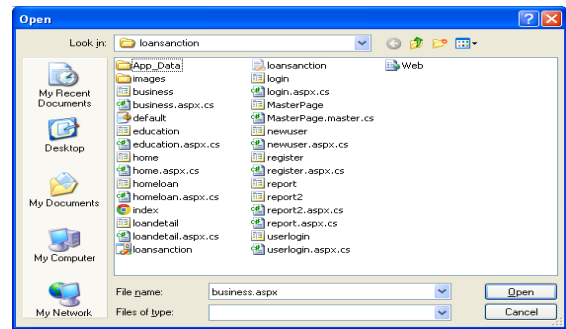 Open
Look in:
loansanction
My Recent
Documents
Desktop
My Documents
My Computer
My Network
App_Data
images
business
business.aspx.cs
default
education
education.aspx.cs
home
home.aspx.cs
homeloan
homeloan.aspx.cs
index
loandetail
loandetail.aspx.cs
loansanction
loansanction
login
login.aspx.cs
MasterPage
MasterPage.master.cs
newuser
newuser.aspx.cs
register
register.aspx.cs
report
report2
report2.aspx.cs
report.aspx.cs
userlogin
userlogin.aspx.cs
Web
File name:
business.aspx
Open
Files of type:
Cancel